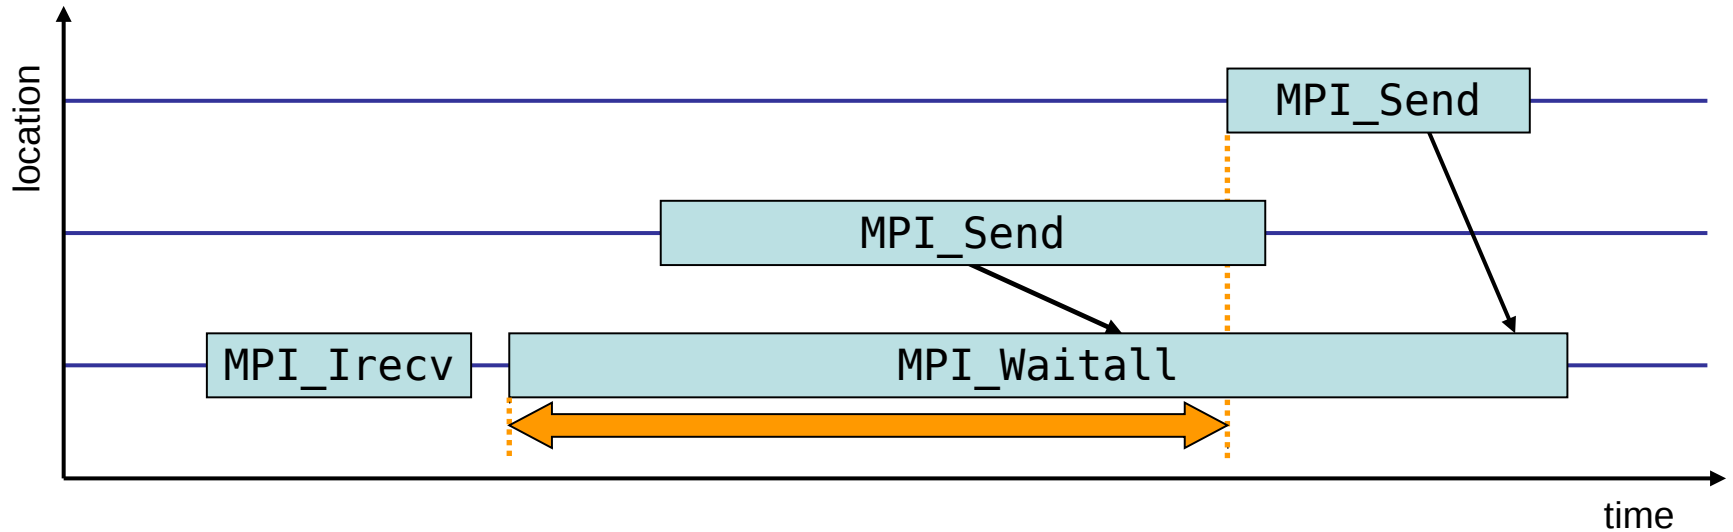 location
MPI_Send
MPI_Send
MPI_Irecv
MPI_Waitall
time